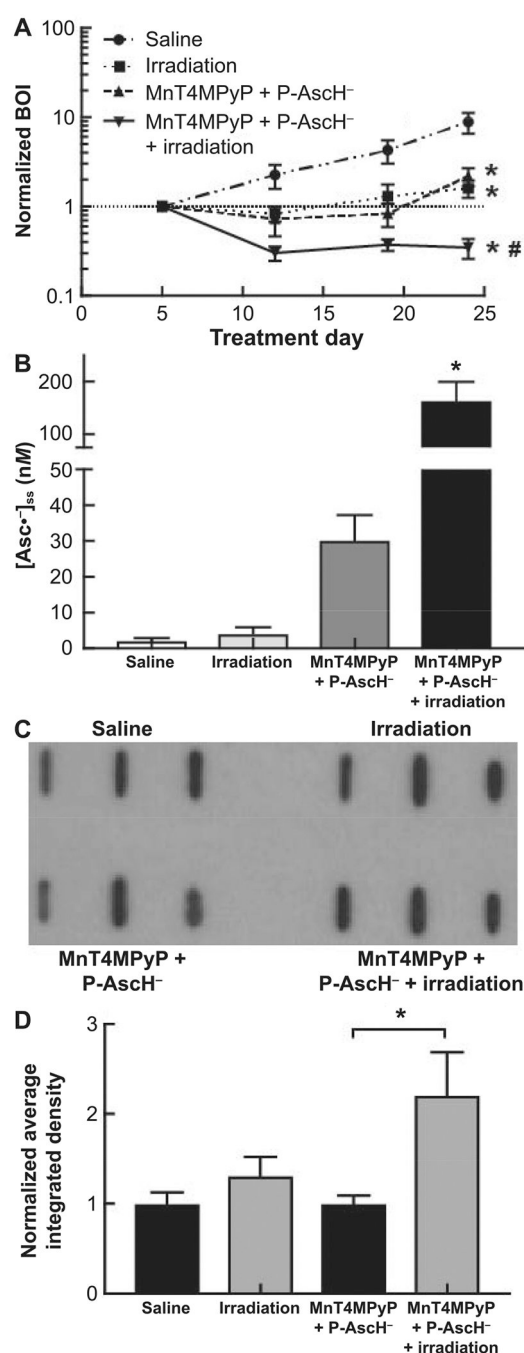 A
100
10
1
0.1
Normalized BOI
Saline
Irradiation
MnT4MPyP + P-AscH⁻
MnT4MPyP + P-AscH⁻
+ irradiation
*
*
* #
0
5
10
15
20
25
Treatment day
B
200
100
50
40
30
20
10
0
[Asc•⁻]ss (nM)
*
Saline
Irradiation
MnT4MPyP
+ P-AscH⁻
MnT4MPyP
+ P-AscH⁻
+ irradiation
C
Saline
Irradiation
MnT4MPyP +
P-AscH⁻
MnT4MPyP +
P-AscH⁻ + irradiation
D
3
2
1
0
Normalized average
integrated density
*
Saline
Irradiation
MnT4MPyP
+ P-AscH⁻
MnT4MPyP
+ P-AscH⁻
+ irradiation